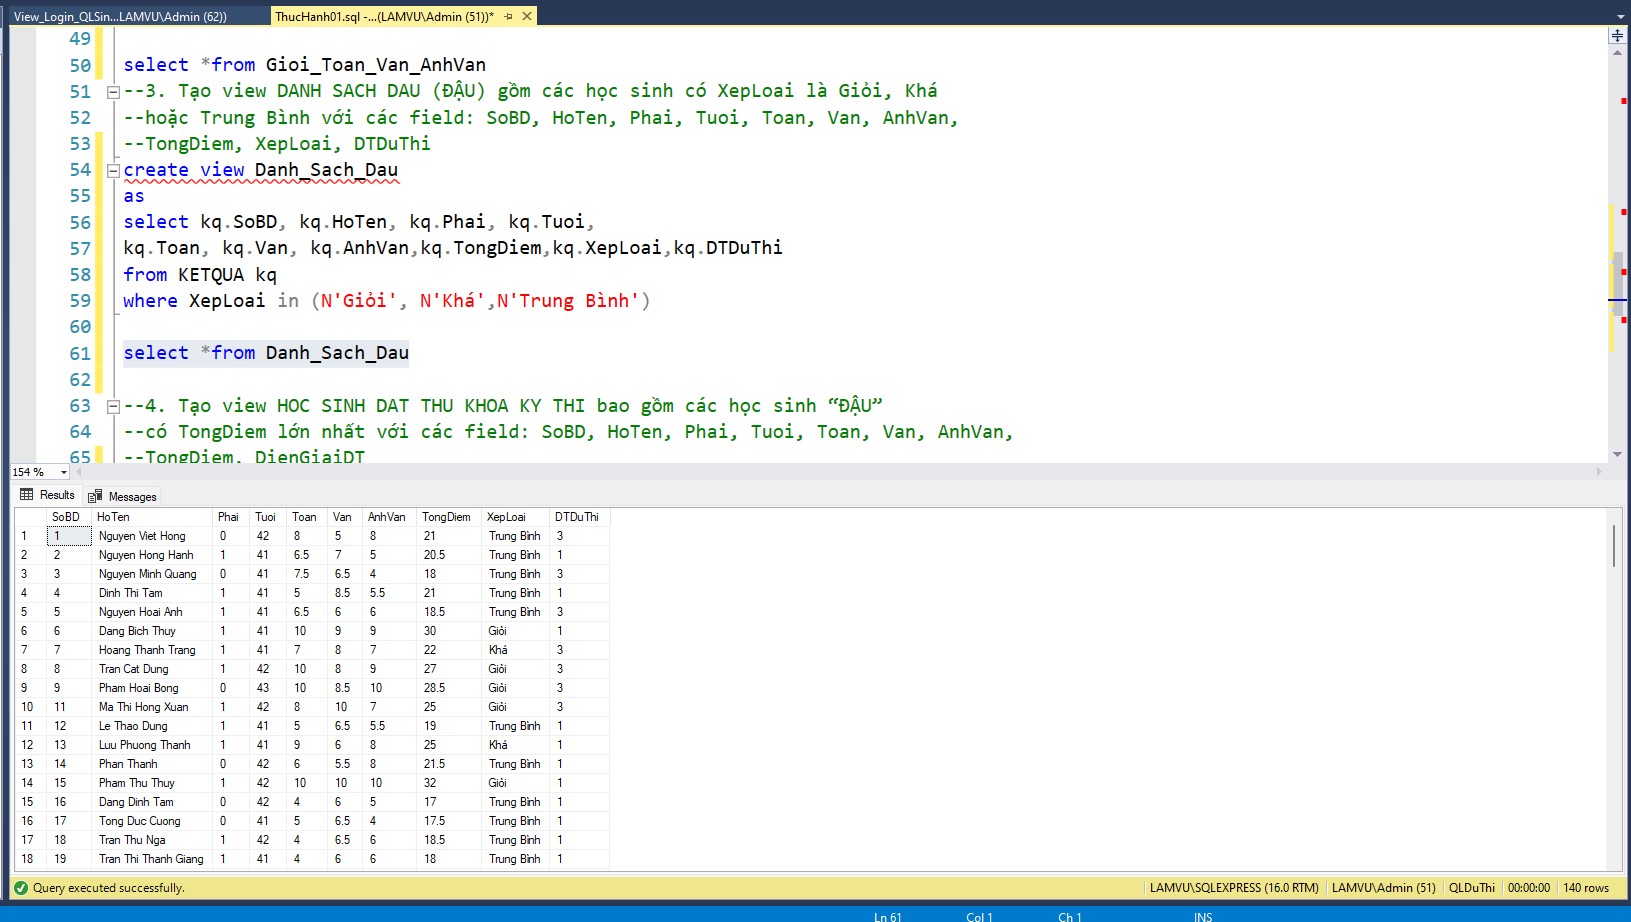 View_Login_QLSin...LAMVU\Admin (62)) ThucHanh01.sql -...(LAMVU\Admin (51))*
49
50 select *from Gioi_Toan_Van_AnhVan
51 --3. Tạo view DANH SACH DAU (ĐẬU) gồm các học sinh có XepLoai là Giỏi, Khá
52 --hoặc Trung Bình với các field: SoBD, HoTen, Phai, Tuoi, Toan, Van, AnhVan,
53 --TongDiem, XepLoai, DTDuThi
54 create view Danh_Sach_Dau
55 as
56 select kq.SoBD, kq.HoTen, kq.Phai, kq.Tuoi,
57 kq.Toan, kq.Van, kq.AnhVan,kq.TongDiem,kq.XepLoai,kq.DTDuThi
58 from KETQUA kq
59 where XepLoai in (N'Giỏi', N'Khá',N'Trung Bình')
60
61 select *from Danh_Sach_Dau
62
63 --4. Tạo view HOC SINH DAT THU KHOA KY THI bao gồm các học sinh “ĐẬU”
64 --có TongDiem lớn nhất với các field: SoBD, HoTen, Phai, Tuoi, Toan, Van, AnhVan,
65 --TongDiem, DienGiaiDT
154 %
Results Messages
SoBD HoTen Phai Tuoi Toan Van AnhVan TongDiem XepLoai DTDuThi
1 1 Nguyen Viet Hong 0 42 8 5 8 21 Trung Bình 3
2 2 Nguyen Hong Hanh 1 41 6.5 7 5 20.5 Trung Bình 1
3 3 Nguyen Minh Quang 0 41 7.5 6.5 4 18 Trung Bình 3
4 4 Dinh Thi Tam 1 41 5 8.5 5.5 21 Trung Bình 1
5 5 Nguyen Hoai Anh 1 41 6.5 6 6 18.5 Trung Bình 3
6 6 Dang Bich Thuy 1 41 10 9 9 30 Giỏi 1
7 7 Hoang Thanh Trang 1 41 7 8 7 22 Khá 3
8 8 Tran Cat Dung 1 42 10 8 9 27 Giỏi 3
9 9 Pham Hoai Bong 0 43 10 8.5 10 28.5 Giỏi 3
10 11 Ma Thi Hong Xuan 1 42 8 10 7 25 Giỏi 3
11 12 Le Thao Dung 1 41 5 6.5 5.5 19 Trung Bình 1
12 13 Luu Phuong Thanh 1 41 9 6 8 25 Khá 1
13 14 Phan Thanh 0 42 6 5.5 8 21.5 Trung Bình 1
14 15 Pham Thu Thuy 1 42 10 10 10 32 Giỏi 1
15 16 Dang Dinh Tam 0 42 4 6 5 17 Trung Bình 1
16 17 Tong Duc Cuong 0 41 5 6.5 4 17.5 Trung Bình 1
17 18 Tran Thu Nga 1 42 4 6.5 6 18.5 Trung Bình 1
18 19 Tran Thi Thanh Giang 1 41 4 6 6 18 Trung Bình 1
Query executed successfully. LAMVU\SQLEXPRESS (16.0 RTM) LAMVU\Admin (51) QLDuThi 00:00:00 140 rows
Ln 61 Col 1 Ch 1 INS